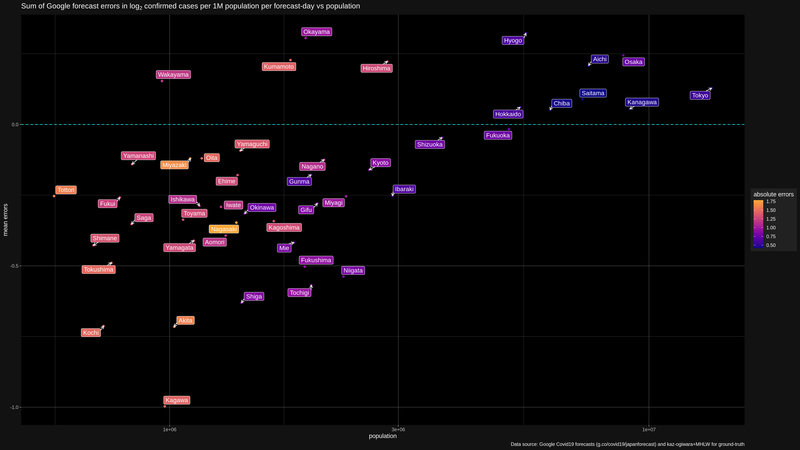 Sum of Google forecast errors in log2 confirmed cases per 1M population per forecast-day vs population
Okayama
Hyogo
Aichi
Osaka
Kumamoto
Hiroshima
Wakayama
Saitama
Tokyo
Chiba
Kanagawa
Hokkaido
0.0
Fukuoka
Shizuoka
Yamaguchi
Yamanashi
Oita
Miyazaki
Nagano
Kyoto
Ehime
Gunma
Ibaraki
Tottori
Fukui
Ishikawa
Iwate
Okinawa
Gifu
Miyagi
Toyama
Saga
Nagasaki
Kagoshima
Shimane
Aomori
Yamagata
Mie
-0.5
Tokushima
Fukushima
Niigata
Shiga
Tochigi
Akita
Kochi
Kagawa
-1.0
mean errors
1e+06
3e+06
1e+07
population
absolute errors
1.75
1.50
1.25
1.00
0.75
0.50
Data source: Google Covid19 forecasts (g.co/covid19/japanforecast) and kaz-ogiwara+MHLW for ground-truth